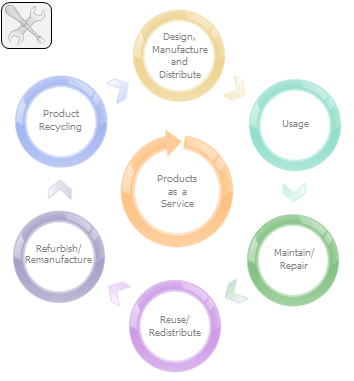 Design,
Manufacture
and
Distribute
Usage
Maintain/
Repair
Reuse/
Redistribute
Refurbish/
Remanufacture
Product
Recycling
Products
as a
Service